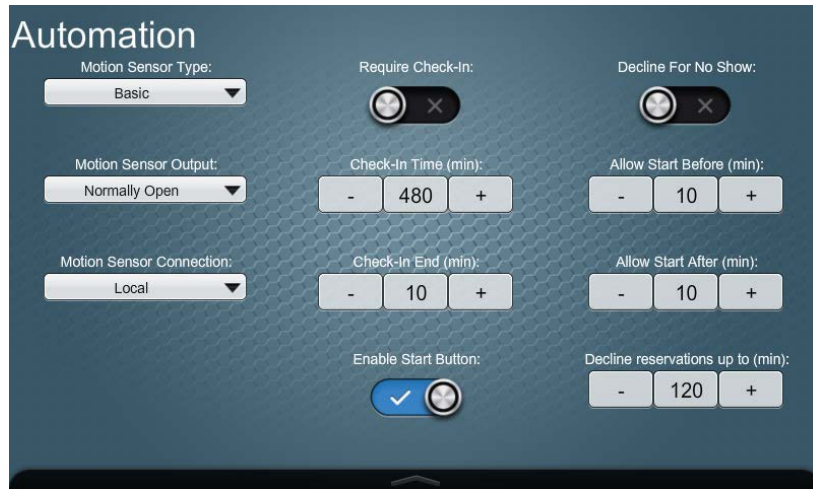 Automation
Motion Sensor Type:
Basic
Require Check-In:
Decline For No Show:
Motion Sensor Output:
Normally Open
Check-In Time (min):
- 480 +
Allow Start Before (min):
- 10 +
Motion Sensor Connection:
Local
Check-In End (min):
- 10 +
Allow Start After (min):
- 10 +
Enable Start Button:
Decline reservations up to (min):
- 120 +